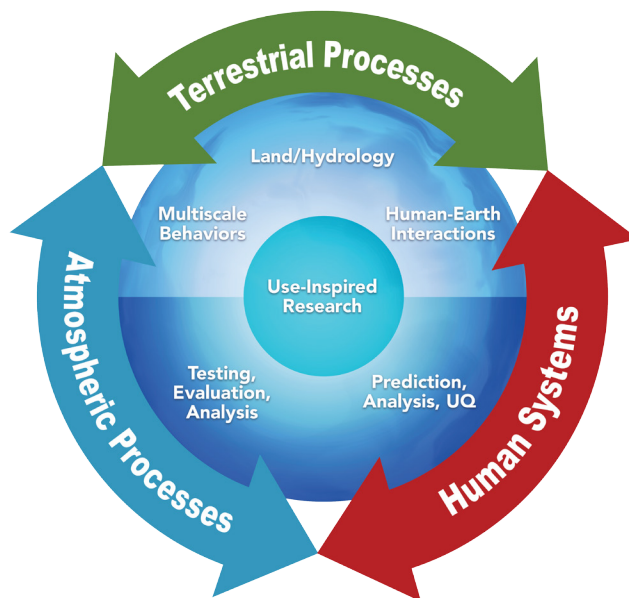 Terrestrial Processes
Land/Hydrology
Multiscale
Behaviors
Human-Earth
Interactions
Use-Inspired
Research
Testing,
Evaluation,
Analysis
Prediction,
Analysis, UQ
Atmospheric Processes
Human Systems